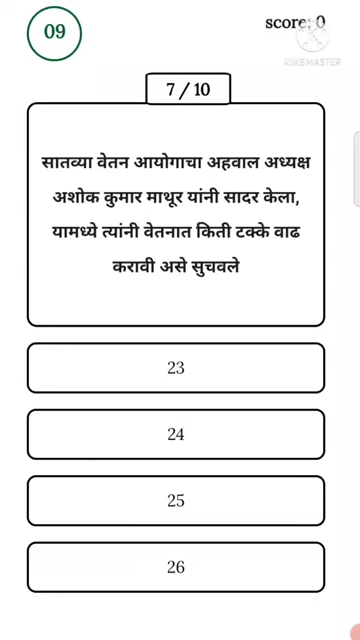 09
score: 0
KINEMASTER
7 / 10
सातव्या वेतन आयोगाचा अहवाल अध्यक्ष
अशोक कुमार माथूर यांनी सादर केला,
यामध्ये त्यांनी वेतनात किती टक्के वाढ
करावी असे सुचवले
23
24
25
26